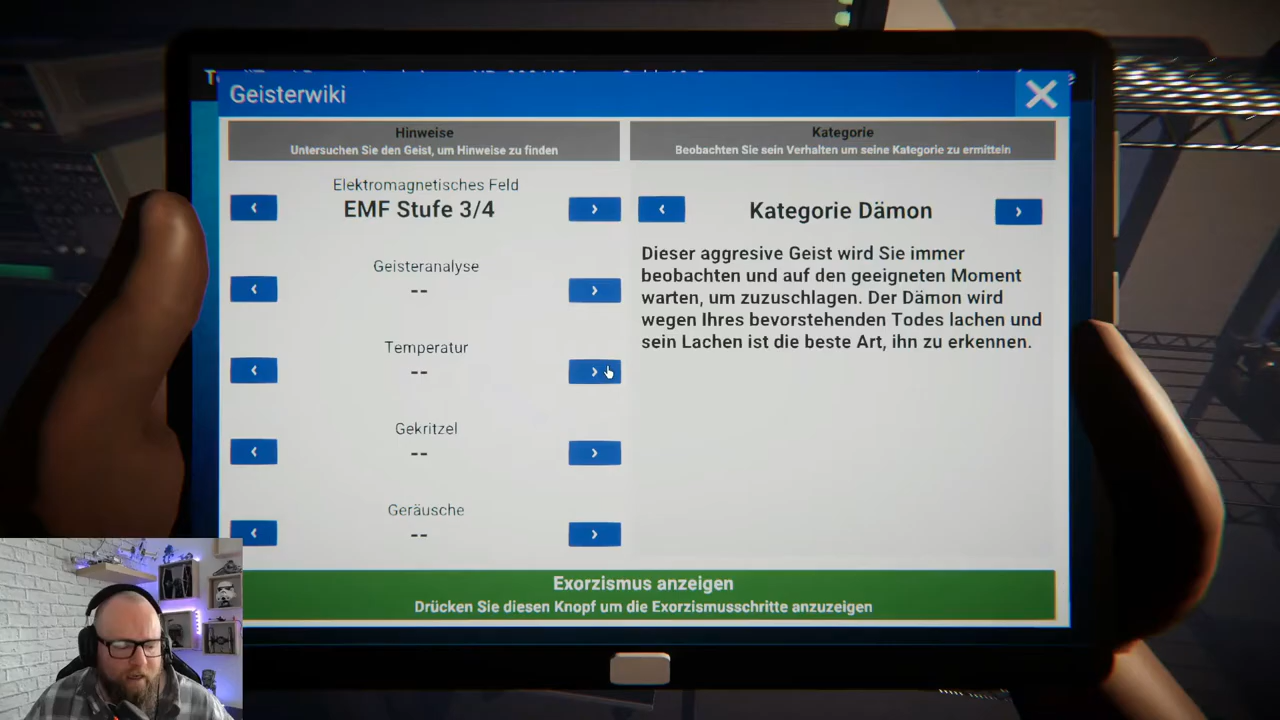 Geisterwiki
Hinweise
Untersuchen Sie den Geist, um Hinweise zu finden
Kategorie
Beobachten Sie sein Verhalten um seine Kategorie zu ermitteln
Elektromagnetisches Feld
EMF Stufe 3/4
Geisteranalyse
--
Temperatur
--
Gekritzel
--
Geräusche
--
Kategorie Dämon
Dieser aggresive Geist wird Sie immer
beobachten und auf den geeigneten Moment
warten, um zuzuschlagen. Der Dämon wird
wegen Ihres bevorstehenden Todes lachen und
sein Lachen ist die beste Art, ihn zu erkennen.
Exorzismus anzeigen
Drücken Sie diesen Knopf um die Exorzismusschritte anzuzeigen